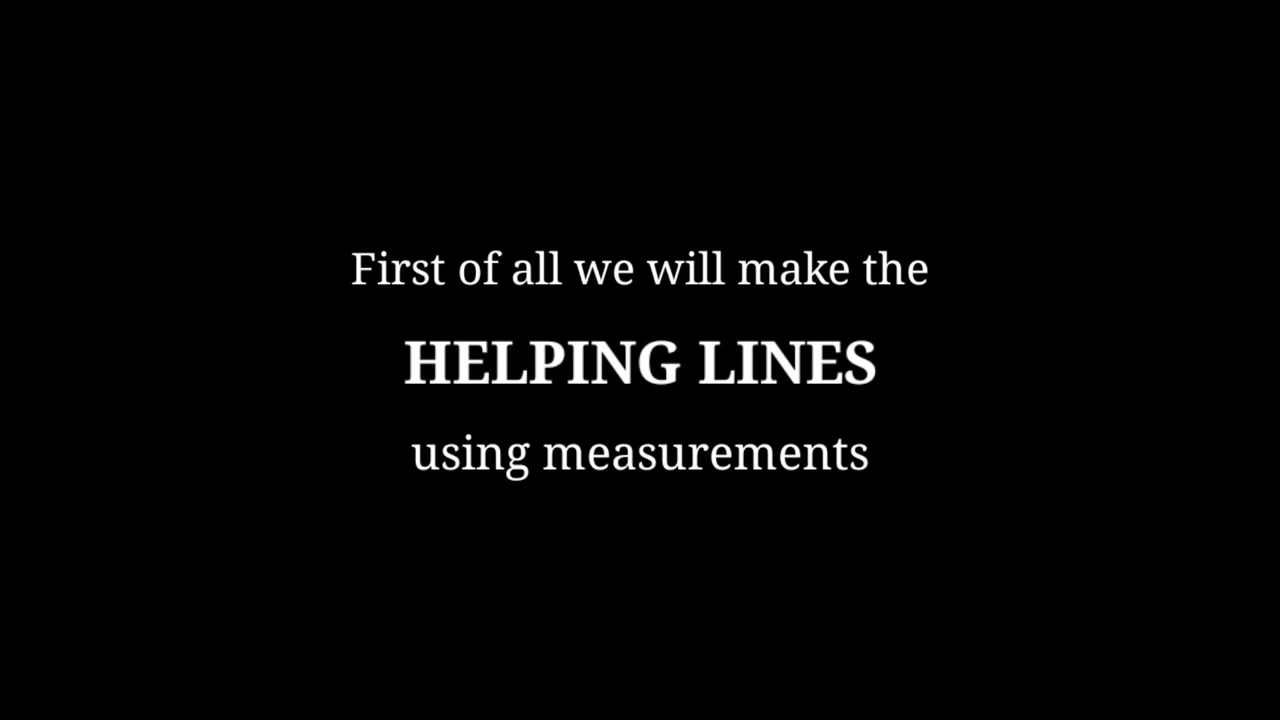 First of all we will make the
HELPING LINES
using measurements